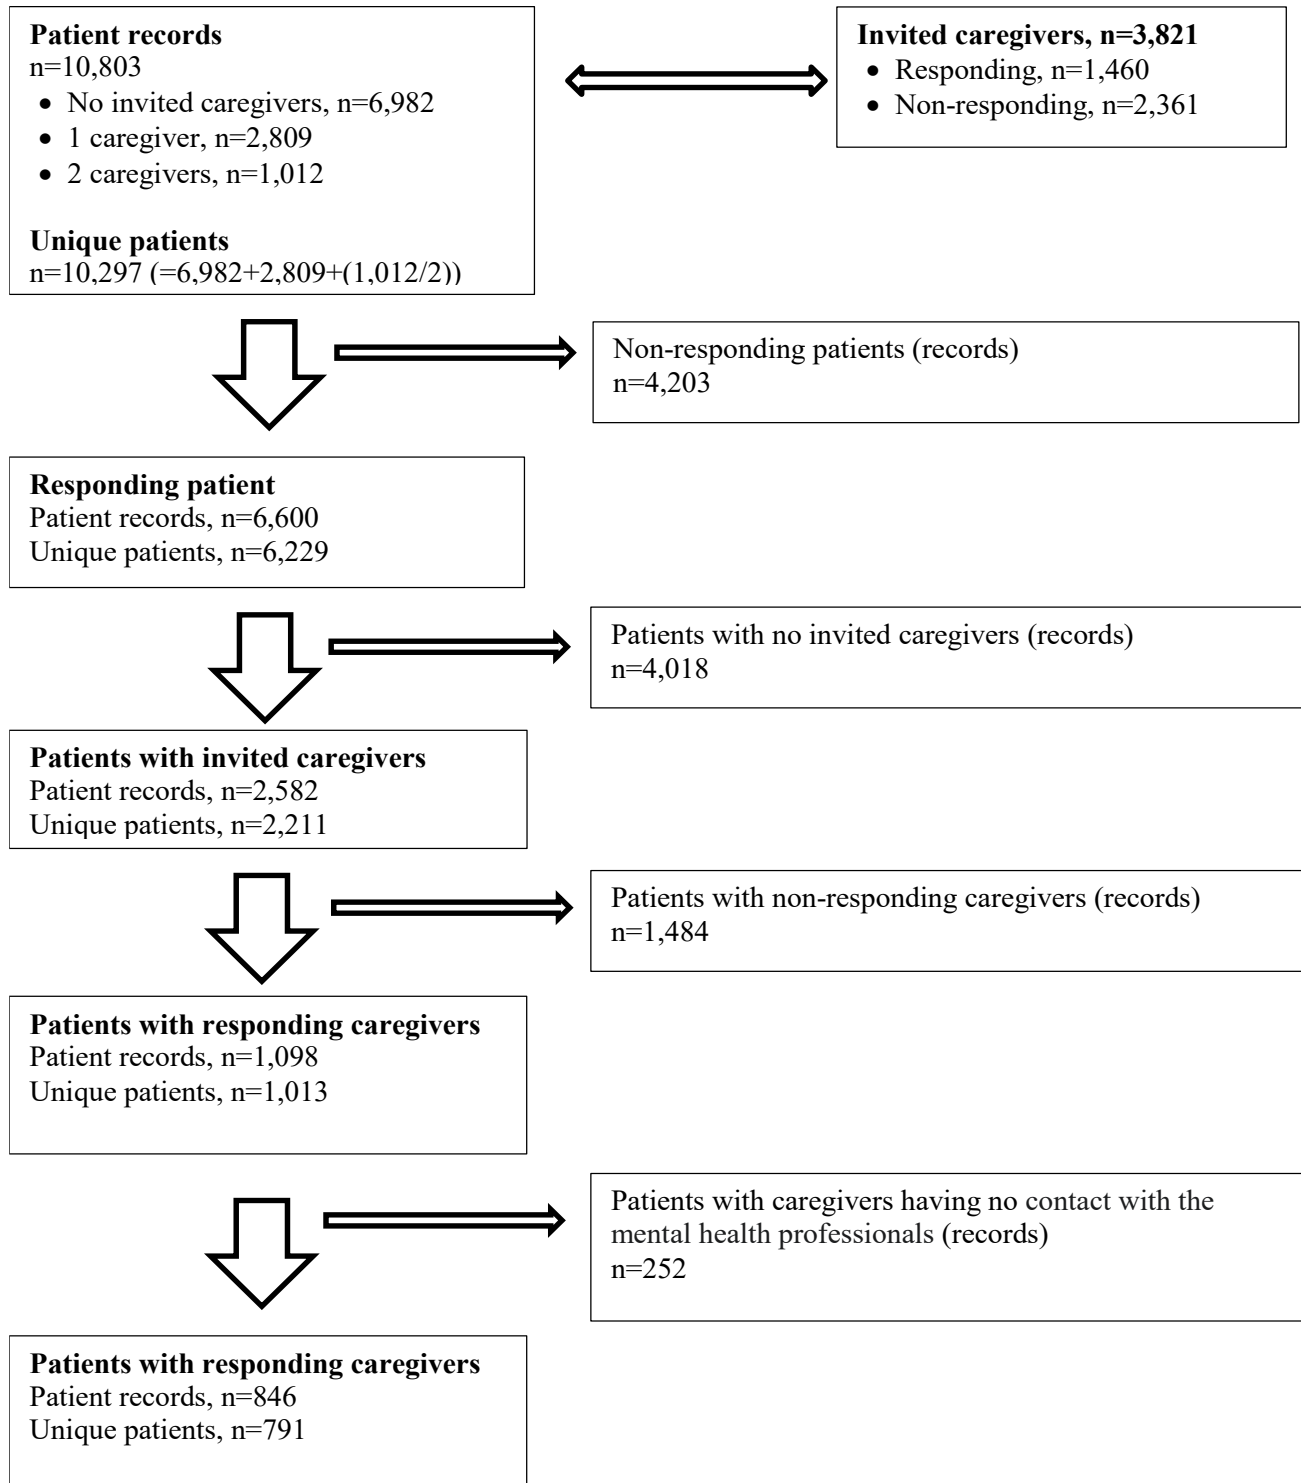 Patient records
n=10,803
• No invited caregivers, n=6,982
• 1 caregiver, n=2,809
• 2 caregivers, n=1,012
Unique patients
n=10,297 (=6,982+2,809+(1,012/2))
Invited caregivers, n=3,821
• Responding, n=1,460
• Non-responding, n=2,361
Non-responding patients (records)
n=4,203
Responding patient
Patient records, n=6,600
Unique patients, n=6,229
Patients with no invited caregivers (records)
n=4,018
Patients with invited caregivers
Patient records, n=2,582
Unique patients, n=2,211
Patients with non-responding caregivers (records)
n=1,484
Patients with responding caregivers
Patient records, n=1,098
Unique patients, n=1,013
Patients with caregivers having no contact with the
mental health professionals (records)
n=252
Patients with responding caregivers
Patient records, n=846
Unique patients, n=791